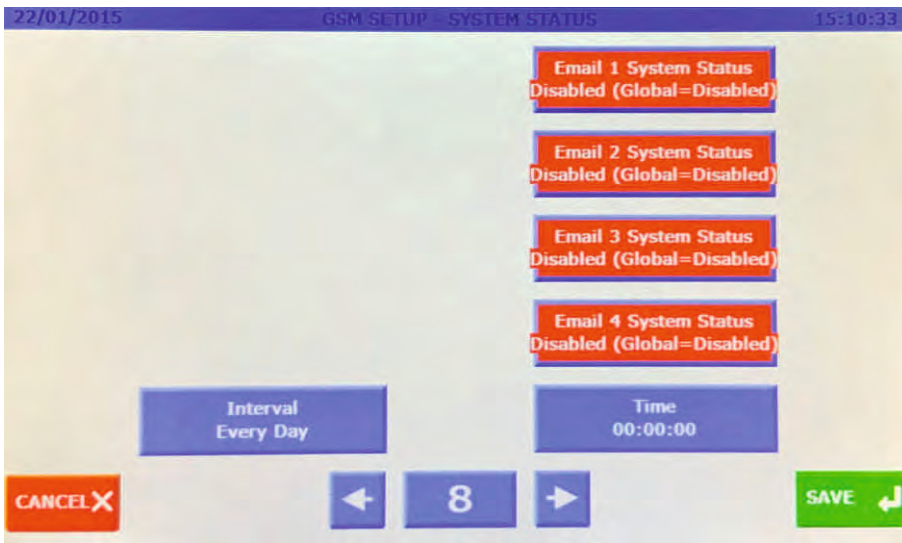 22/01/2015 GSM SETUP - SYSTEM STATUS 15:10:33
Email 1 System Status
Disabled (Global=Disabled)
Email 2 System Status
Disabled (Global=Disabled)
Email 3 System Status
Disabled (Global=Disabled)
Email 4 System Status
Disabled (Global=Disabled)
Interval
Every Day
Time
00:00:00
CANCEL X
8
SAVE